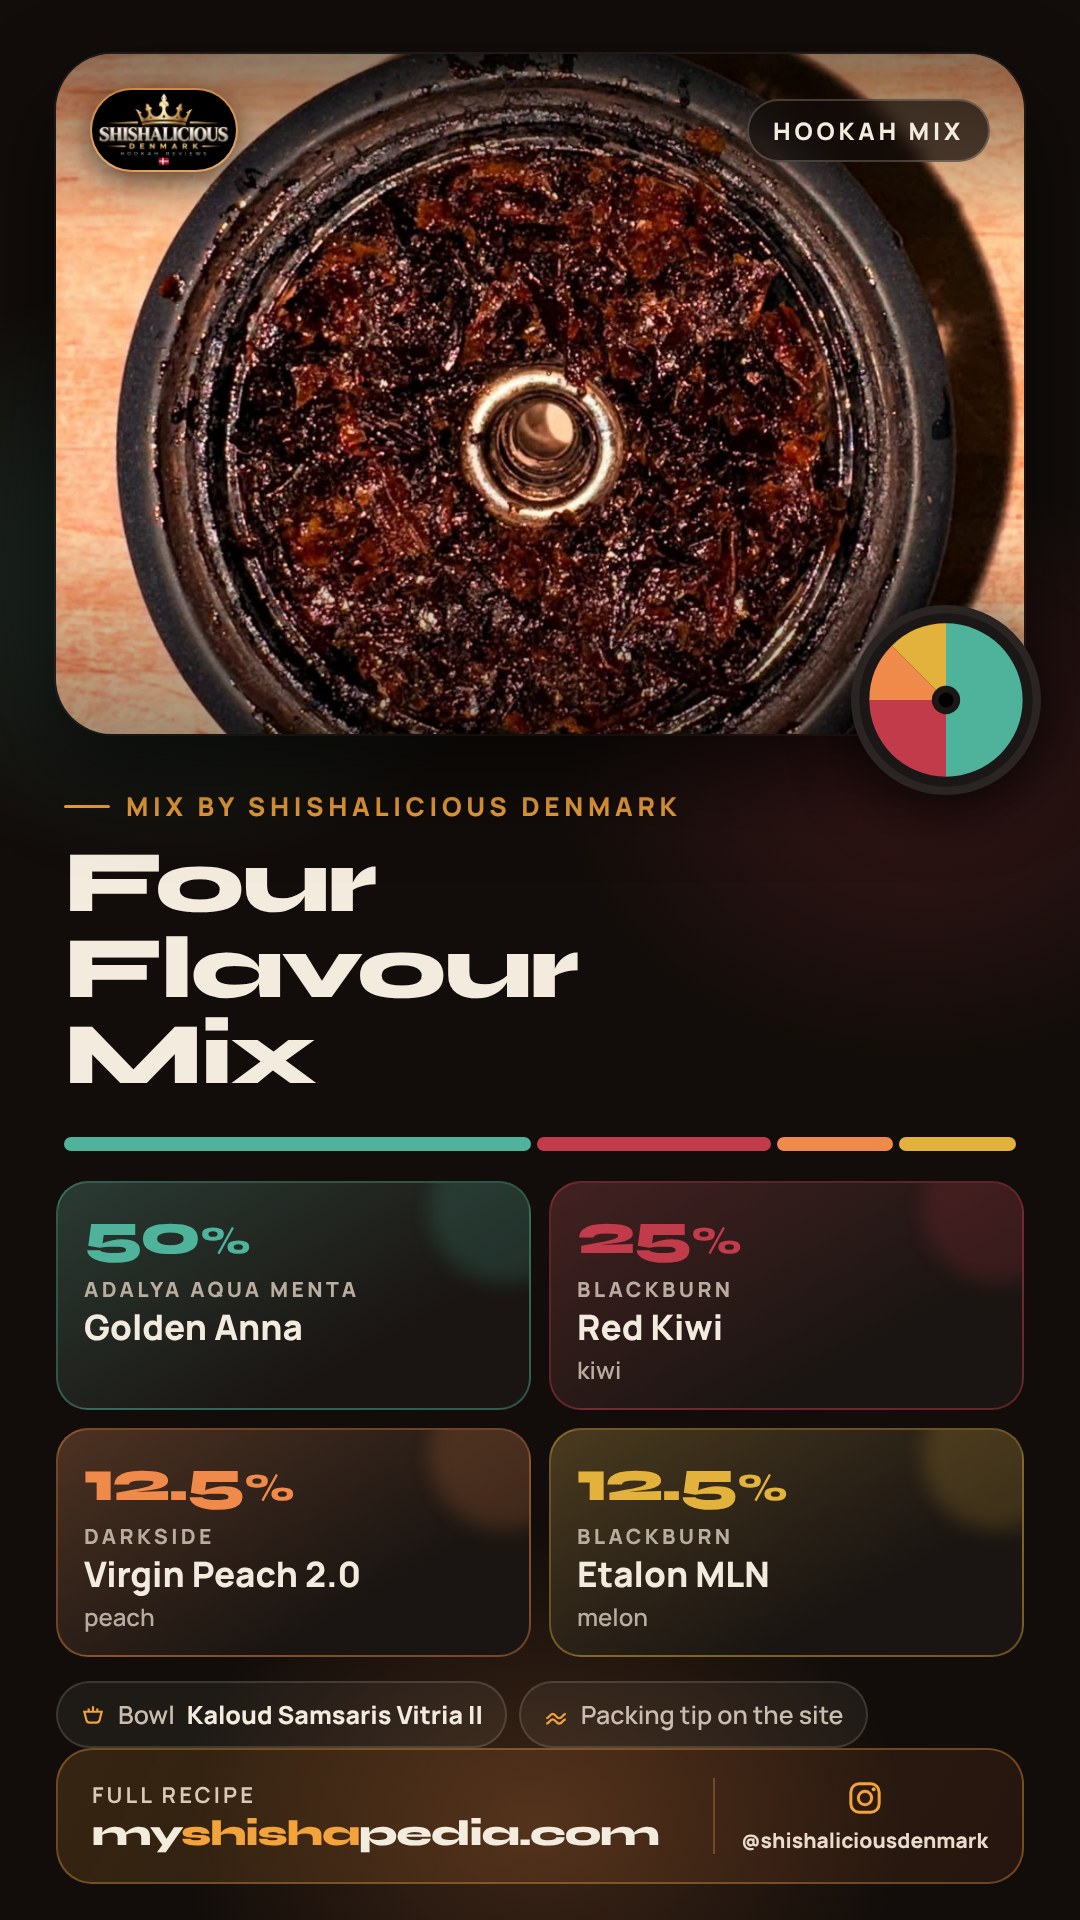 SHISHALICIOUS
DENMARK
HOOKAH REVIEWS
HOOKAH MIX
MIX BY SHISHALICIOUS DENMARK
Four
Flavour
Mix
50%
ADALYA AQUA MENTA
Golden Anna
25%
BLACKBURN
Red Kiwi
kiwi
12.5%
DARKSIDE
Virgin Peach 2.0
peach
12.5%
BLACKBURN
Etalon MLN
melon
Bowl Kaloud Samsaris Vitria II
Packing tip on the site
FULL RECIPE
myshishapedia.com
@shishaliciousdenmark